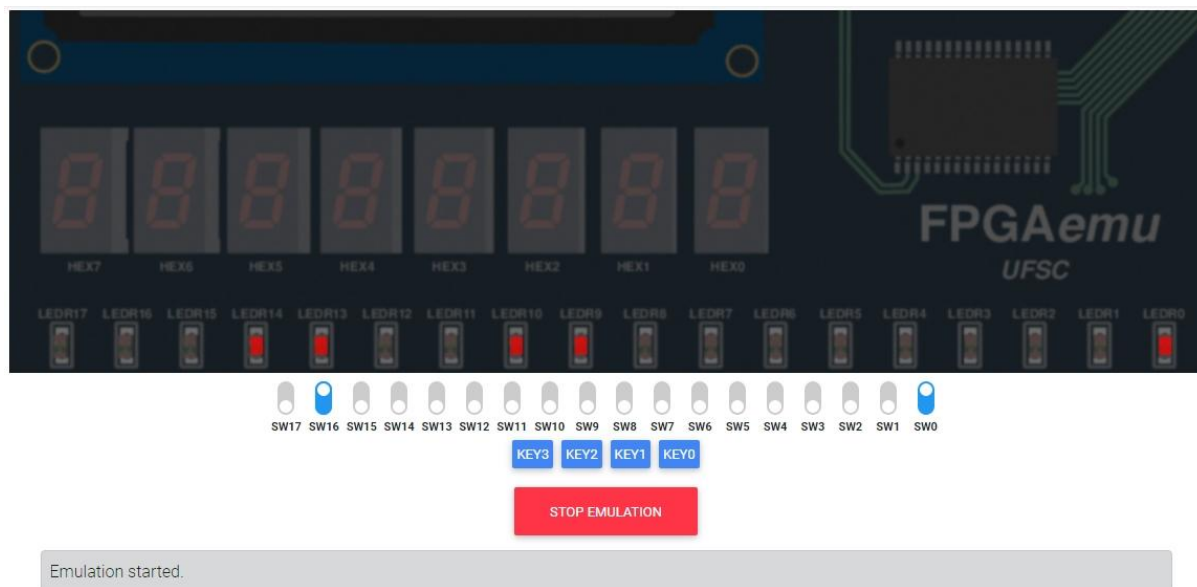 FPGAemu
UFSC
HEX7 HEX6 HEX5 HEX4 HEX3 HEX2 HEX1 HEX0
LEDR17 LEDR16 LEDR15 LEDR14 LEDR13 LEDR12 LEDR11 LEDR10 LEDR9 LEDR8 LEDR7 LEDR6 LEDR5 LEDR4 LEDR3 LEDR2 LEDR1 LEDR0
SW17 SW16 SW15 SW14 SW13 SW12 SW11 SW10 SW9 SW8 SW7 SW6 SW5 SW4 SW3 SW2 SW1 SW0
KEY3 KEY2 KEY1 KEY0
STOP EMULATION
Emulation started.